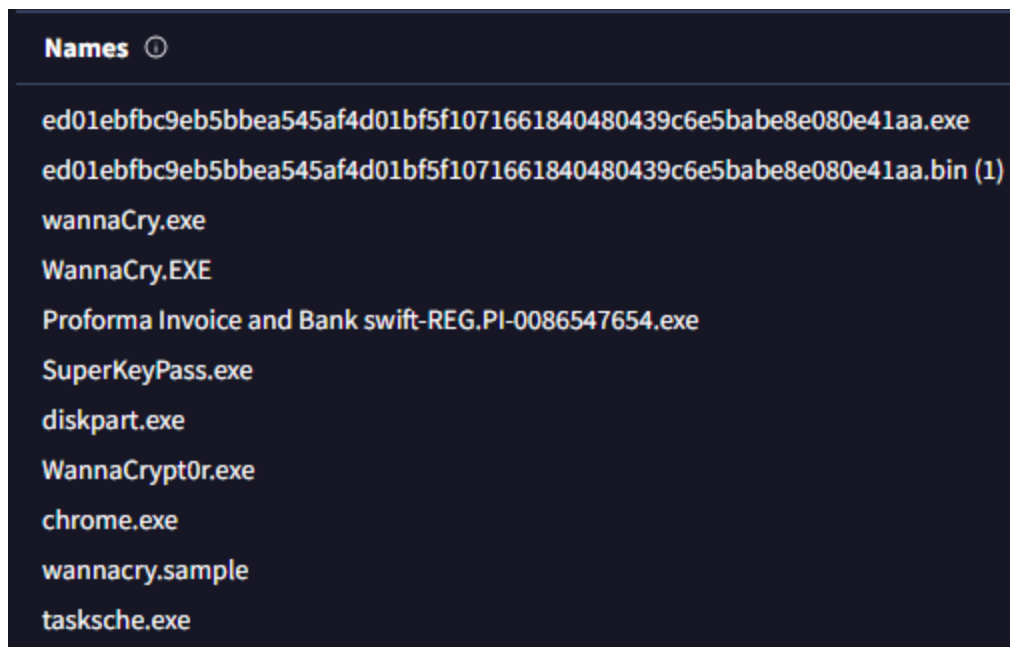 Names
ed01ebfbc9eb5bbea545af4d01bf5f1071661840480439c6e5babe8e080e41aa.exe
ed01ebfbc9eb5bbea545af4d01bf5f1071661840480439c6e5babe8e080e41aa.bin (1)
wannaCry.exe
WannaCry.EXE
Proforma Invoice and Bank swift-REG.PI-0086547654.exe
SuperKeyPass.exe
diskpart.exe
WannaCrypt0r.exe
chrome.exe
wannacry.sample
tasksche.exe